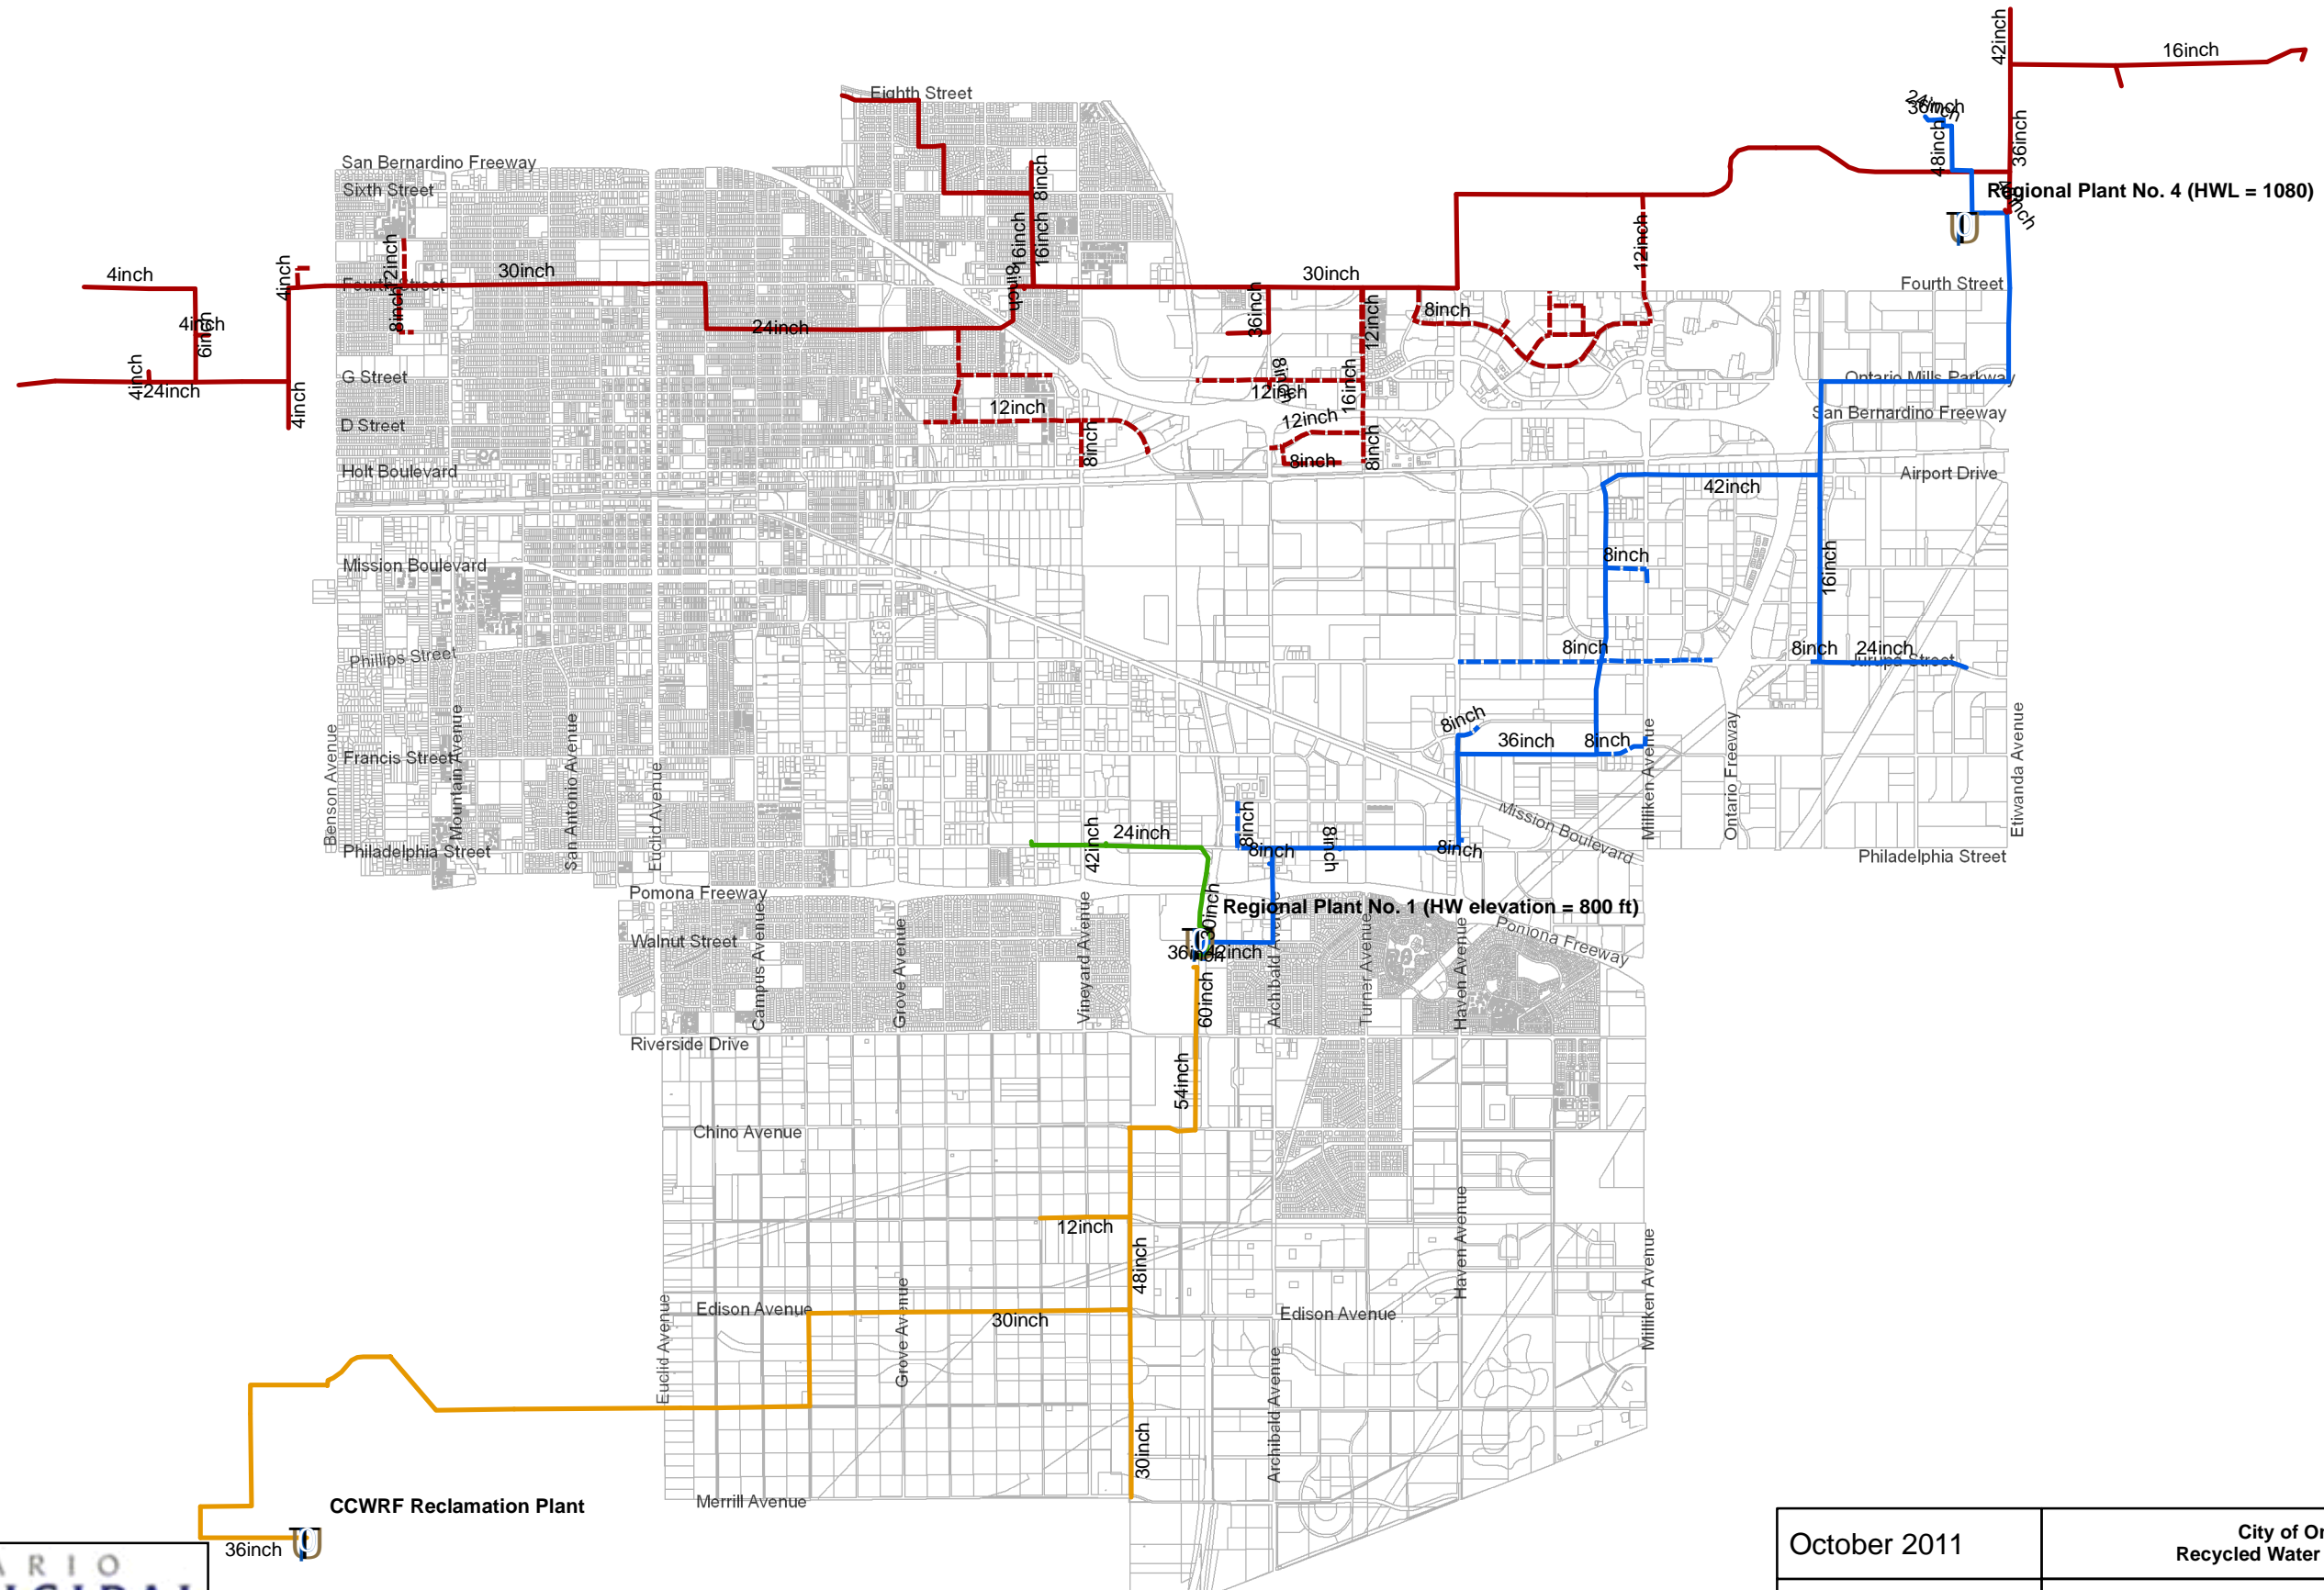 42inch
16inch
Eighth Street
24inch
36inch
48inch
36inch
San Bernardino Freeway
Sixth Street
8inch
Regional Plant No. 4 (HWL = 1080)
16inch
16inch
12inch
4inch
4inch
12inch
30inch
8inch
30inch
Fourth Street
Fourth Street
8inch
36inch
12inch
8inch
4inch
6inch
24inch
4inch
24inch
4inch
G Street
8inch
12inch
16inch
Ontario Mills Parkway
San Bernardino Freeway
D Street
12inch
12inch
8inch
8inch
8inch
Holt Boulevard
Airport Drive
42inch
Mission Boulevard
8inch
16inch
Phillips Street
8inch
8inch
24inch
Jurupa Street
Benson Avenue
Mountain Avenue
San Antonio Avenue
Euclid Avenue
Francis Street
8inch
36inch
8inch
Milliken Avenue
Ontario Freeway
Etiwanda Avenue
Mission Boulevard
24inch
42inch
8inch
8inch
8inch
8inch
Philadelphia Street
Philadelphia Street
Pomona Freeway
30inch
Regional Plant No. 1 (HW elevation = 800 ft)
Pomona Freeway
Walnut Street
36inch
42inch
Campus Avenue
Grove Avenue
Vineyard Avenue
60inch
Archibald Avenue
Turner Avenue
Haven Avenue
Riverside Drive
54inch
Chino Avenue
12inch
48inch
Haven Avenue
Milliken Avenue
Edison Avenue
30inch
Edison Avenue
Euclid Avenue
Grove Avenue
Archibald Avenue
30inch
Merrill Avenue
CCWRF Reclamation Plant
36inch
October 2011
City of
Recycled Water